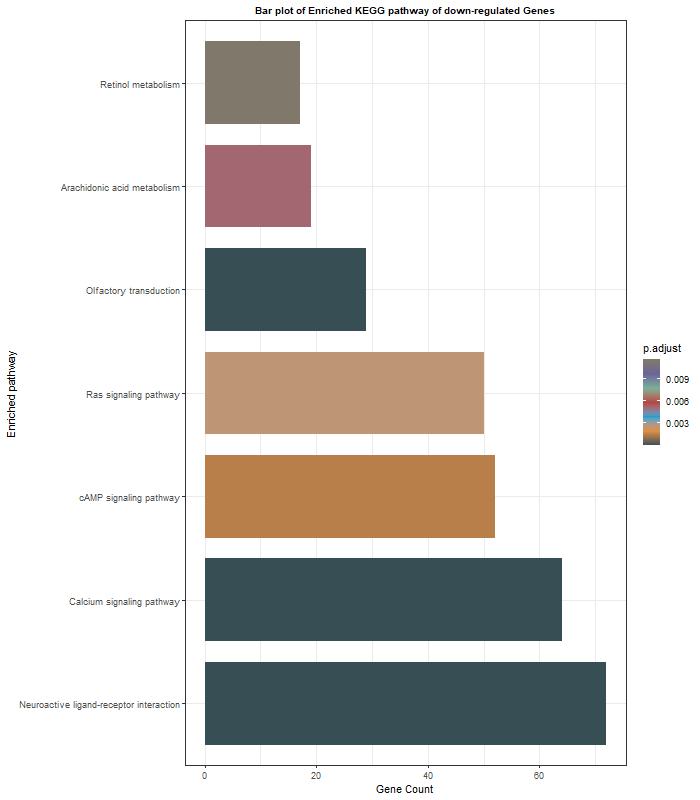 Bar plot of Enriched KEGG pathway of down-regulated Genes
Retinol metabolism
Arachidonic acid metabolism
Olfactory transduction
Ras signaling pathway
cAMP signaling pathway
Calcium signaling pathway
Neuroactive ligand-receptor interaction
Enriched pathway
0 20 40 60
Gene Count
p.adjust
0.009
0.006
0.003